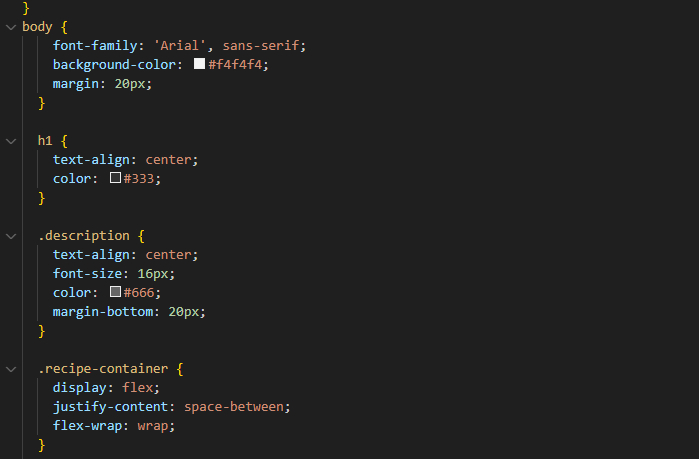 }
body {
font-family: 'Arial', sans-serif;
background-color: #f4f4f4;
margin: 20px;
}
h1 {
text-align: center;
color: #333;
}
.description {
text-align: center;
font-size: 16px;
color: #666;
margin-bottom: 20px;
}
.recipe-container {
display: flex;
justify-content: space-between;
flex-wrap: wrap;
}